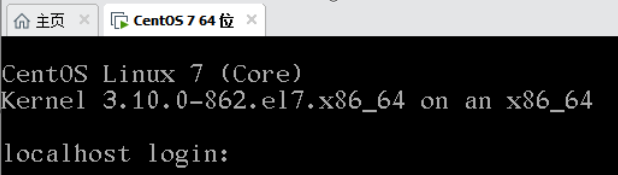 主页
CentOS 7 64 位
CentOS Linux 7 (Core)
Kernel 3.10.0-862.el7.x86_64 on an x86_64
localhost login: